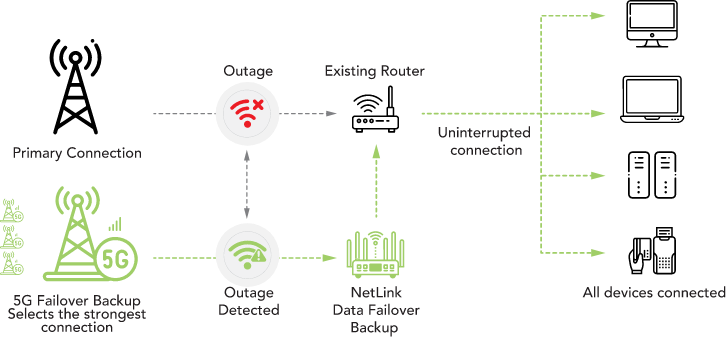 Outage
Existing Router
Primary Connection
Uninterrupted
connection
5G
5G
5G
5G
5G Failover Backup
Selects the strongest
connection
Outage
Detected
NetLink
Data Failover
Backup
All devices connected